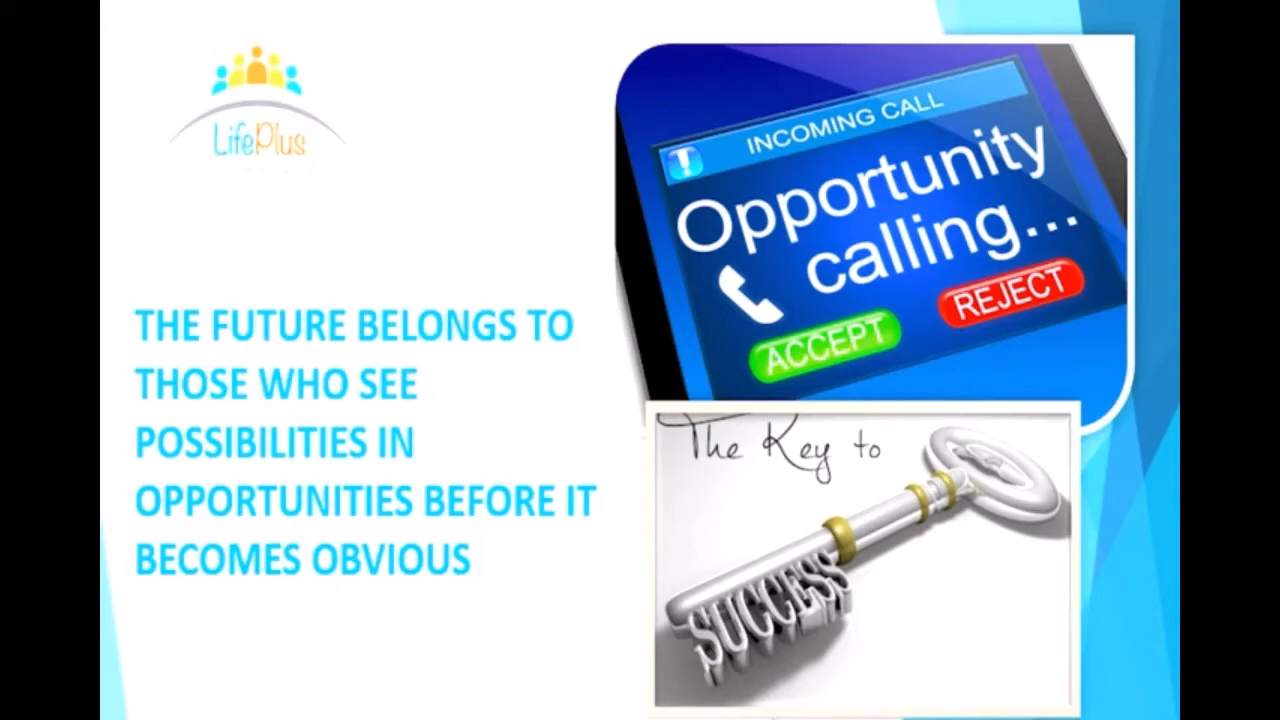 LifePlus
THE FUTURE BELONGS TO
THOSE WHO SEE
POSSIBILITIES IN
OPPORTUNITIES BEFORE IT
BECOMES OBVIOUS
INCOMING CALL
Opportunity
calling...
ACCEPT
REJECT
The Key to
SUCCESS